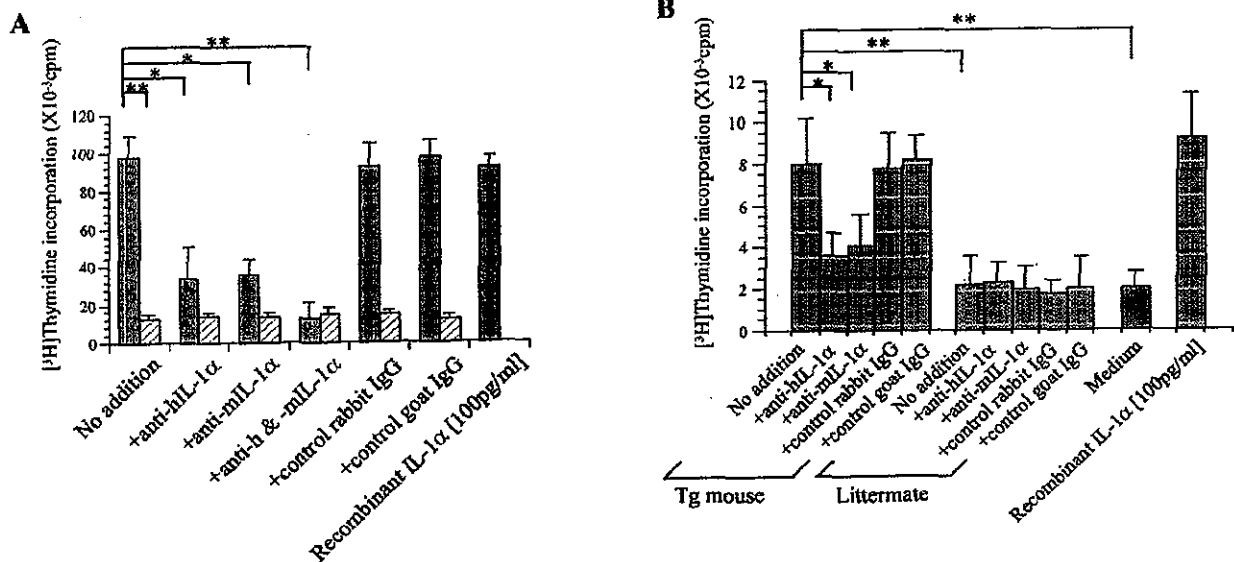 A
**
*
*
**
[³H]Thymidine incorporation (X10⁻³cpm)
120
100
80
60
40
20
0
No addition
+anti-hIL-1α
+anti-mIL-1α
+anti-h & -mIL-1α
+control rabbit IgG
+control goat IgG
Recombinant IL-1α [100pg/ml]
B
**
**
*
*
[³H]Thymidine incorporation (X10⁻³cpm)
12
10
8
6
4
2
0
No addition
+anti-hIL-1α
+anti-mIL-1α
+control rabbit IgG
+control goat IgG
No addition
+anti-hIL-1α
+anti-mIL-1α
+control rabbit IgG
+control goat IgG
Medium
Recombinant IL-1α [100pg/ml]
Tg mouse
Littermate